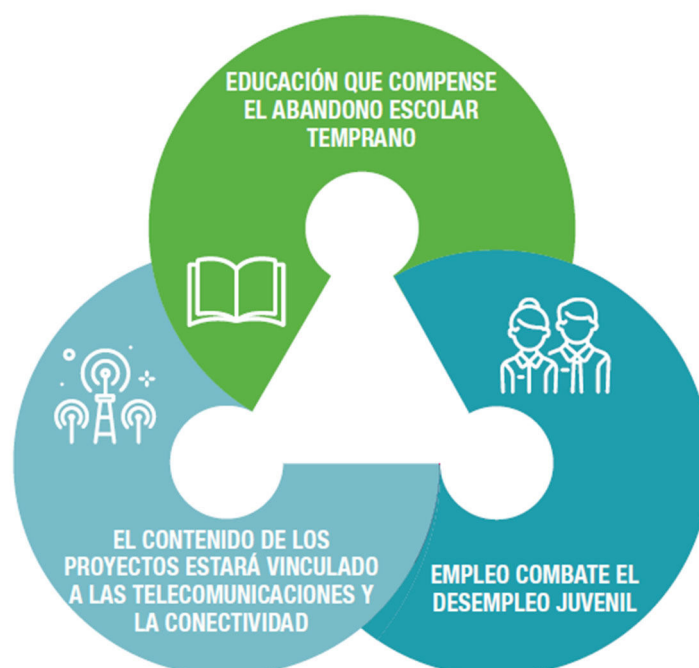 EDUCACIÓN QUE COMPENSE
EL ABANDONO ESCOLAR
TEMPRANO
EL CONTENIDO DE LOS
PROYECTOS ESTARÁ VINCULADO
A LAS TELECOMUNICACIONES Y
LA CONECTIVIDAD
EMPLEO COMBATE EL
DESEMPLEO JUVENIL